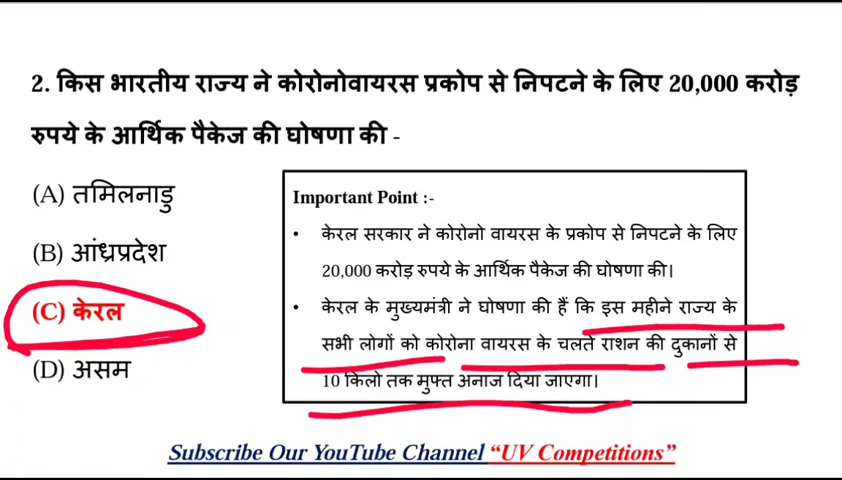 2. किस भारतीय राज्य ने कोरोनोवायरस प्रकोप से निपटने के लिए 20,000 करोड़
रुपये के आर्थिक पैकेज की घोषणा की -
(A) तमिलनाडु
(B) आंध्रप्रदेश
(C) केरल
(D) असम
Important Point :-
• केरल सरकार ने कोरोनो वायरस के प्रकोप से निपटने के लिए
20,000 करोड़ रुपये के आर्थिक पैकेज की घोषणा की।
• केरल के मुख्यमंत्री ने घोषणा की हैं कि इस महीने राज्य के
सभी लोगों को कोरोना वायरस के चलते राशन की दुकानों से
10 किलो तक मुफ्त अनाज दिया जाएगा।
Subscribe Our YouTube Channel “UV Competitions”